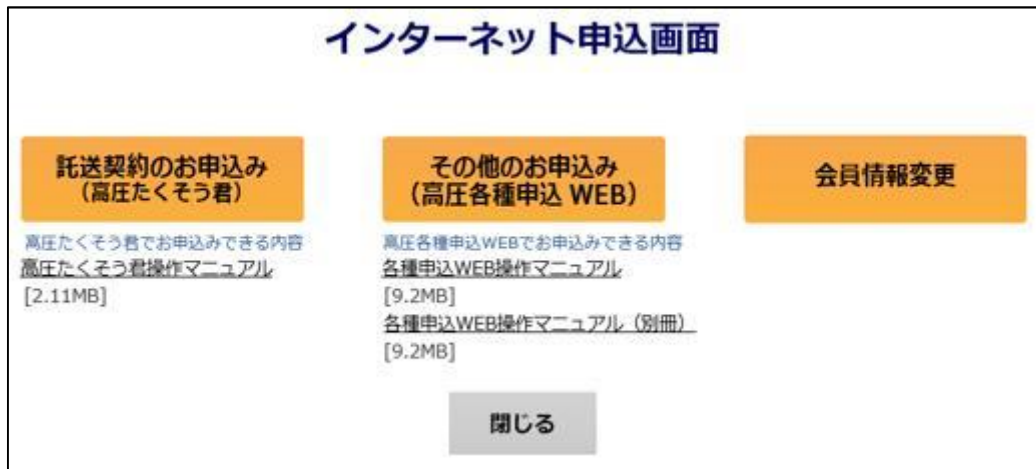 インターネット申込画面
託送契約のお申込み
（高圧たくそう君）
その他のお申込み
（高圧各種申込 WEB）
会員情報変更
高圧たくそう君でお申込みできる内容
高圧たくそう君操作マニュアル
[2.11MB]
高圧各種申込WEBでお申込みできる内容
各種申込WEB操作マニュアル
[9.2MB]
各種申込WEB操作マニュアル（別冊）
[9.2MB]
閉じる